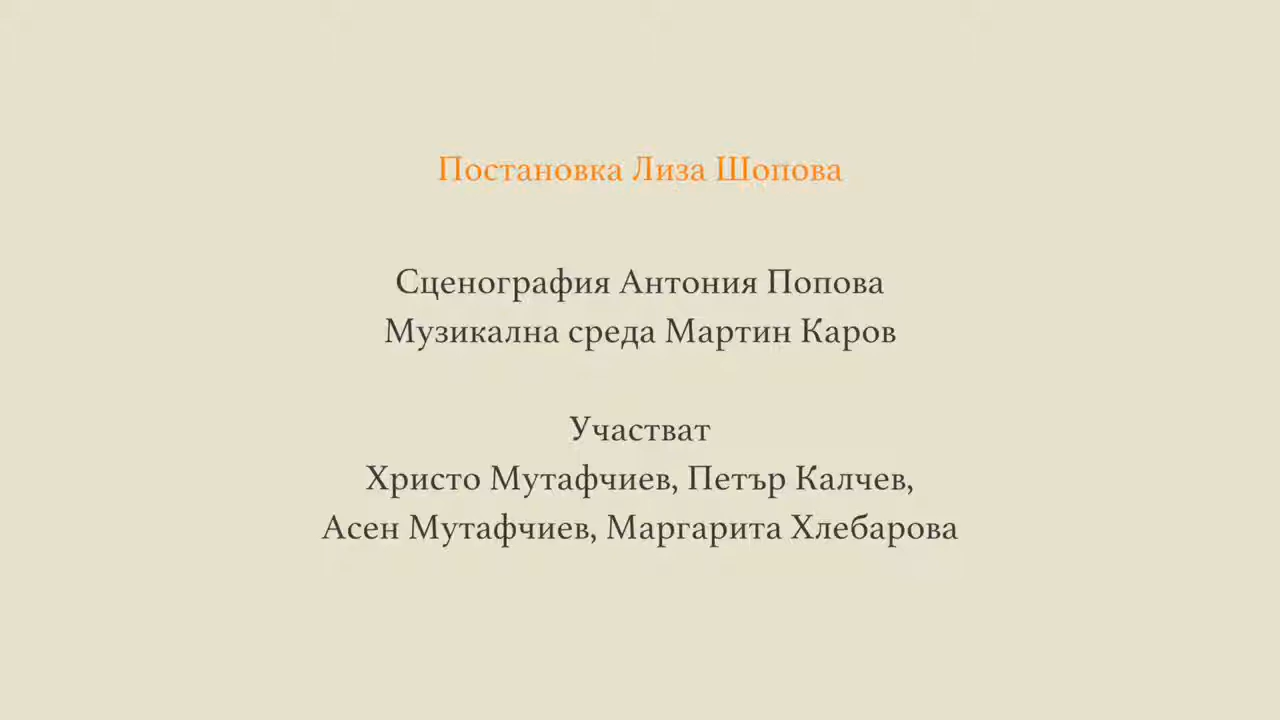 Постановка Лиза Шопова
Сценография Антония Попова
Музикална среда Мартин Каров
Участват
Христо Мутафчиев, Петър Калчев,
Асен Мутафчиев, Маргарита Хлебарова